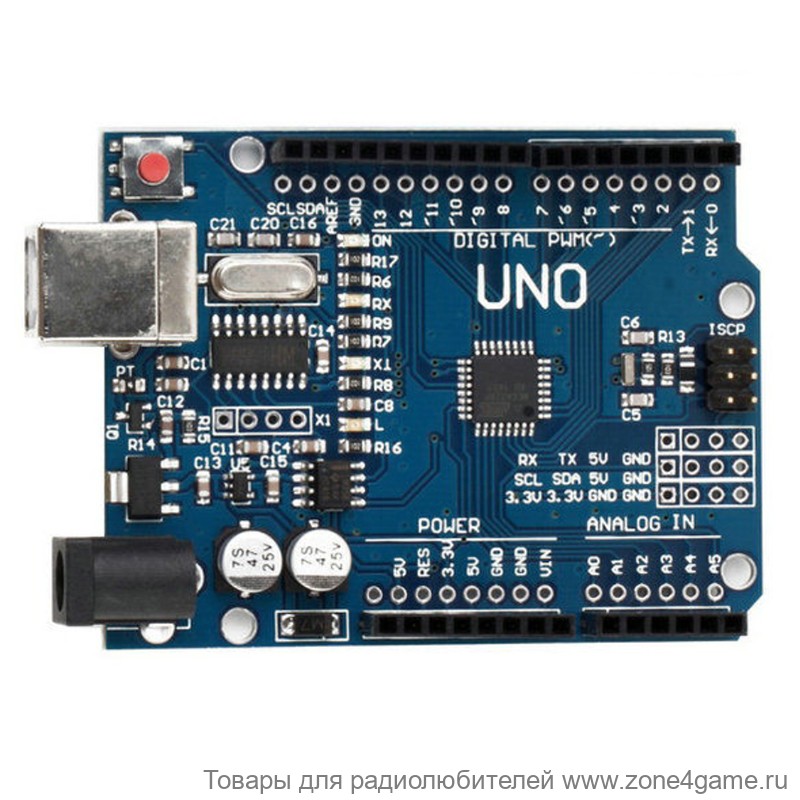 SCL SDA AREF GND 13 12 ~11 ~10 ~9 8 7 ~6 ~5 4 ~3 2 TX→1 RX←0
C21 C20 C16 ON DIGITAL PWM(~)
R17
R6
UNO
RX
C14 R9
C6 R13 ISCP
D7
C1 X1
PT
R8
C12 C8 C5
R15 X1 L
Q1 R14 R16
C11 C4
C13 C15
RX TX 5V GND
SCL SDA 5V GND
3.3V 3.3V GND GND
POWER ANALOG IN
7S 47 25V
7S 47 25V
5V RES 3.3V 5V GND GND VIN A0 A1 A2 A3 A4 A5
M7
Товары для радиолюбителей www.zone4game.ru